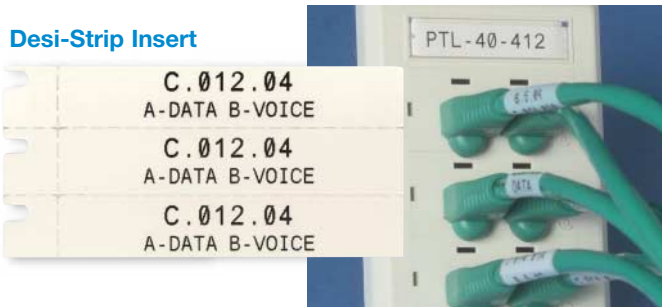 Desi-Strip Insert
C.012.04
A-DATA B-VOICE
C.012.04
A-DATA B-VOICE
C.012.04
A-DATA B-VOICE
PTL-40-412
DATA